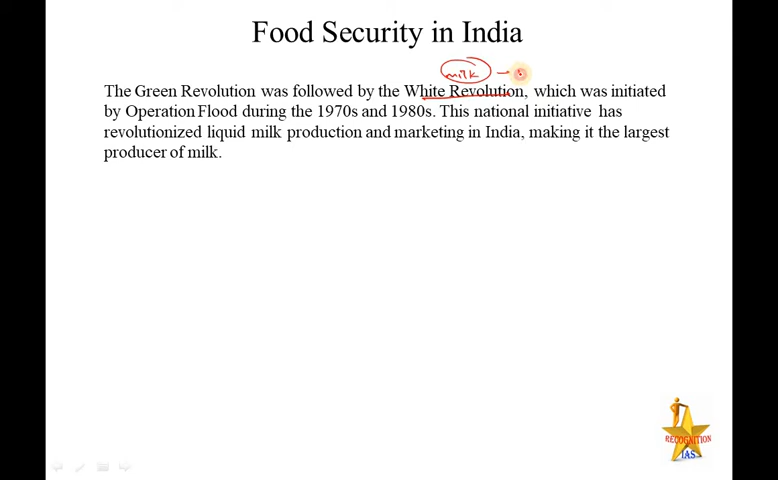 Food Security in India
milk →
The Green Revolution was followed by the White Revolution, which was initiated
by Operation Flood during the 1970s and 1980s. This national initiative has
revolutionized liquid milk production and marketing in India, making it the largest
producer of milk.
RECOGNITION
IAS